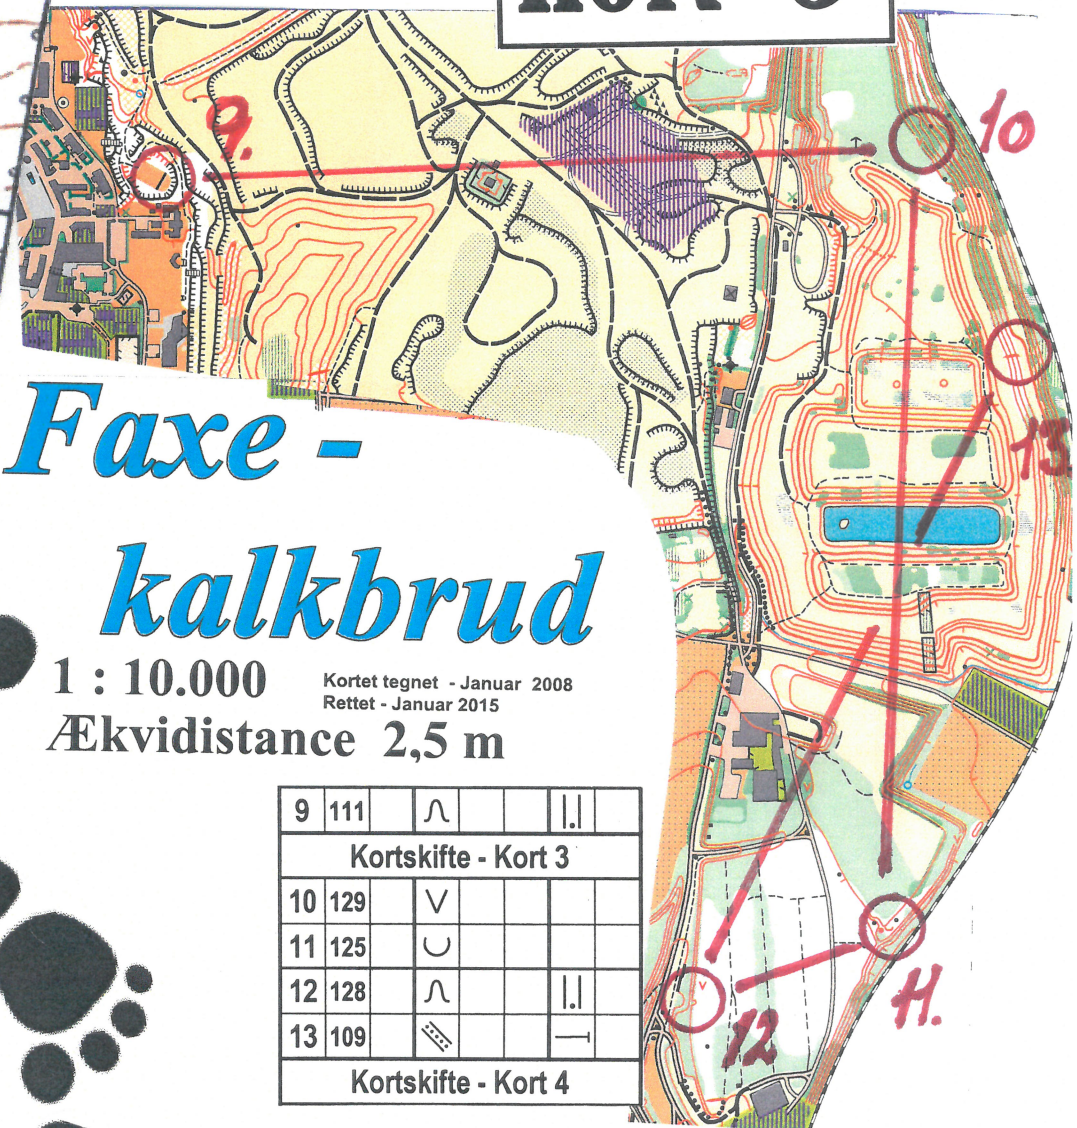 9.
10
Faxe -
13
kalkbrud
1 : 10.000
Kortet tegnet - Januar 2008
Rettet - Januar 2015
Ækvidistance 2,5 m
9 111
Kortskifte - Kort 3
10 129
11 125
12 128
13 109
Kortskifte - Kort 4
11.
12